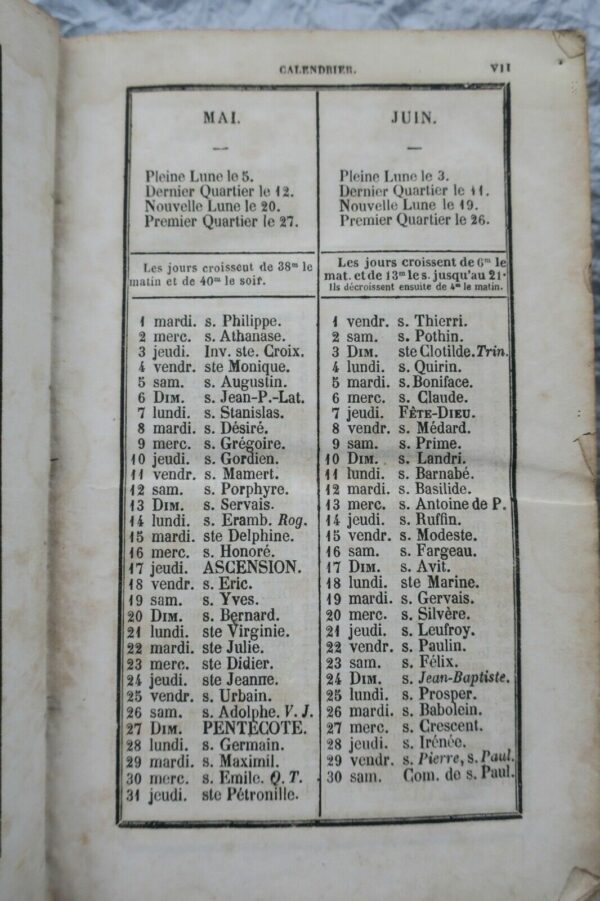 CALENDRIER.
VII
MAI.
Pleine Lune le 5.
Dernier Quartier le 12.
Nouvelle Lune le 20.
Premier Quartier le 27.
Les jours croissent de 38m le
matin et de 40m le soir.
1 mardi. s. Philippe.
2 merc. s. Athanase.
3 jeudi. Inv. ste. Croix.
4 vendr. ste Monique.
5 sam. s. Augustin.
6 DIM. s. Jean-P.-Lat.
7 lundi. s. Stanislas.
8 mardi. s. Désiré.
9 merc. s. Grégoire.
10 jeudi. s. Gordien.
11 vendr. s. Mamert.
12 sam. s. Porphyre.
13 DIM. s. Servais.
14 lundi. s. Eramb. Rog.
15 mardi. ste Delphine.
16 merc. s. Honoré.
17 jeudi. ASCENSION.
18 vendr. s. Eric.
19 sam. s. Yves.
20 DIM. s. Bernard.
21 lundi. ste Virginie.
22 mardi. ste Julie.
23 merc. ste Didier.
24 jeudi. ste Jeanne.
25 vendr. s. Urbain.
26 sam. s. Adolphe. V. J.
27 DIM. PENTECOTE.
28 lundi. s. Germain.
29 mardi. s. Maximil.
30 merc. s. Emile. Q. T.
31 jeudi. ste Pétronille.
JUIN.
Pleine Lune le 3.
Dernier Quartier le 11.
Nouvelle Lune le 19.
Premier Quartier le 26.
Les jours croissent de 6m le
mat. et de 13m le s. jusqu'au 21.
Ils décroissent ensuite de 4m le matin.
1 vendr. s. Thierri.
2 sam. s. Pothin.
3 DIM. ste Clotilde. Trin.
4 lundi. s. Quirin.
5 mardi. s. Boniface.
6 merc. s. Claude.
7 jeudi. FÊTE-DIEU.
8 vendr. s. Médard.
9 sam. s. Prime.
10 DIM. s. Landri.
11 lundi. s. Barnabé.
12 mardi. s. Basilide.
13 merc. s. Antoine de P.
14 jeudi. s. Ruffin.
15 vendr. s. Modeste.
16 sam. s. Fargeau.
17 DIM. s. Avit.
18 lundi. ste Marine.
19 mardi. s. Gervais.
20 merc. s. Silvère.
21 jeudi. s. Leufroy.
22 vendr. s. Paulin.
23 sam. s. Félix.
24 DIM. s. Jean-Baptiste.
25 lundi. s. Prosper.
26 mardi. s. Babolein.
27 merc. s. Crescent.
28 jeudi. s. Irénée.
29 vendr. s. Pierre, s. Paul.
30 sam. Com. de s. Paul.